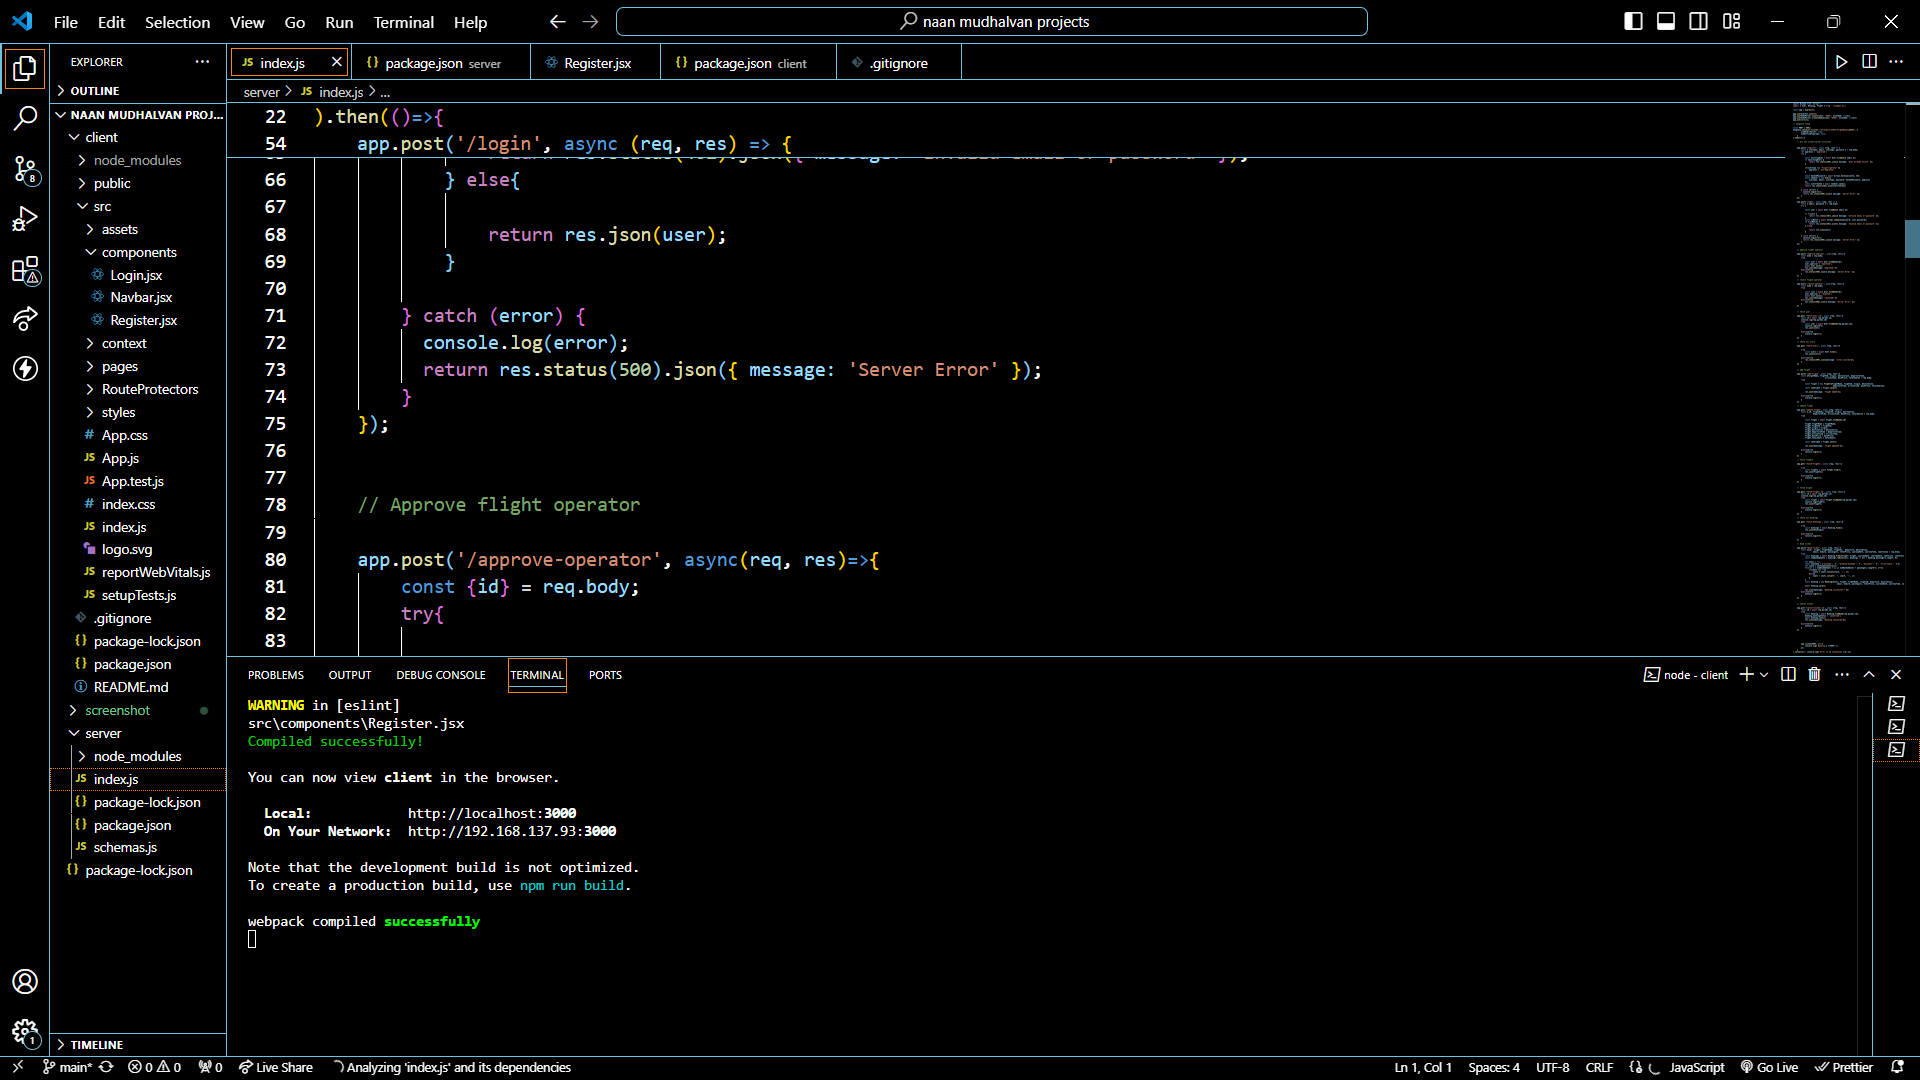 File Edit Selection View Go Run Terminal Help
naan mudhalvan projects
EXPLORER
OUTLINE
NAAN MUDHALVAN PROJ...
client
node_modules
public
src
assets
components
Login.jsx
Navbar.jsx
Register.jsx
context
pages
RouteProtectors
styles
# App.css
JS App.js
JS App.test.js
# index.css
JS index.js
logo.svg
JS reportWebVitals.js
JS setupTests.js
.gitignore
{} package-lock.json
{} package.json
README.md
screenshot
server
node_modules
JS index.js
{} package-lock.json
{} package.json
JS schemas.js
{} package-lock.json
TIMELINE
8
1
JS index.js
{} package.json server
Register.jsx
{} package.json client
.gitignore
server > JS index.js > ...
22 ).then(()=>{
54 app.post('/login', async (req, res) => {
66 } else{
67
68 return res.json(user);
69 }
70
71 } catch (error) {
72 console.log(error);
73 return res.status(500).json({ message: 'Server Error' });
74 }
75 });
76
77
78 // Approve flight operator
79
80 app.post('/approve-operator', async(req, res)=>{
81 const {id} = req.body;
82 try{
83
PROBLEMS OUTPUT DEBUG CONSOLE TERMINAL PORTS
node - client
WARNING in [eslint]
src\components\Register.jsx
Compiled successfully!
You can now view client in the browser.
Local: http://localhost:3000
On Your Network: http://192.168.137.93:3000
Note that the development build is not optimized.
To create a production build, use npm run build.
webpack compiled successfully
main* 0 0 0 Live Share Analyzing 'index.js' and its dependencies
Ln 1, Col 1 Spaces: 4 UTF-8 CRLF {} JavaScript Go Live Prettier